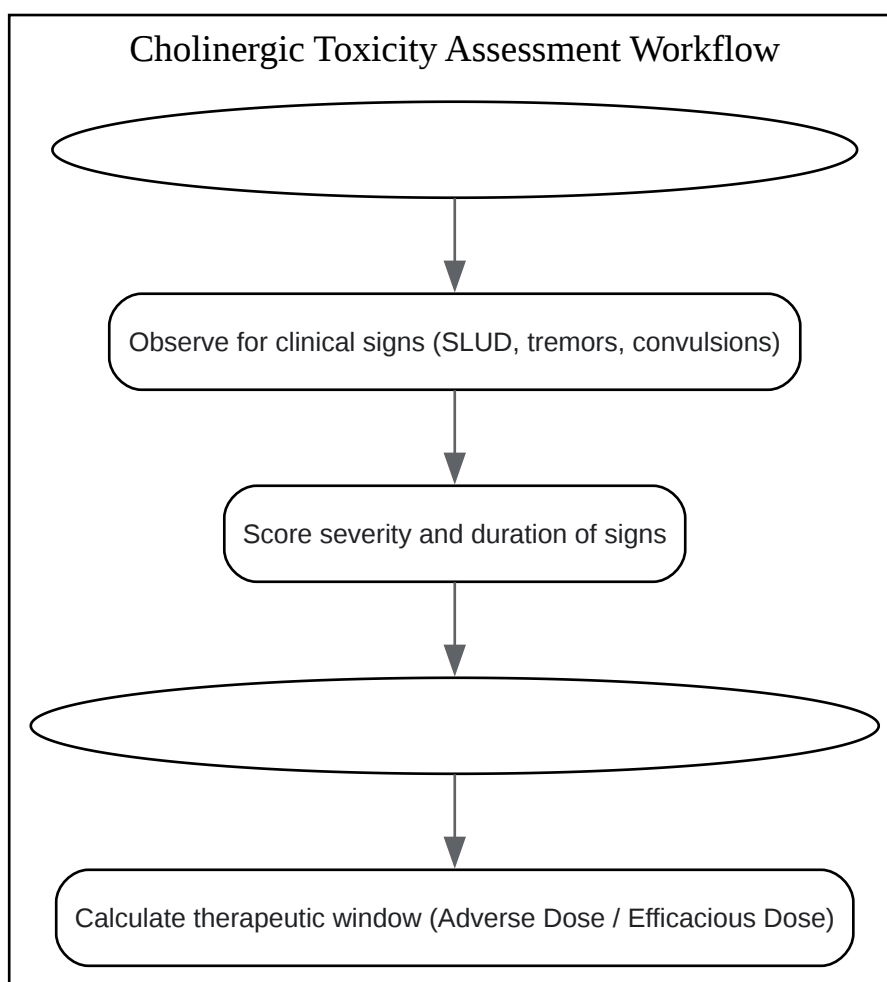 Cholinergic Toxicity Assessment Workflow
Observe for clinical signs (SLUD, tremors, convulsions)
Score severity and duration of signs
Calculate therapeutic window (Adverse Dose / Efficacious Dose)